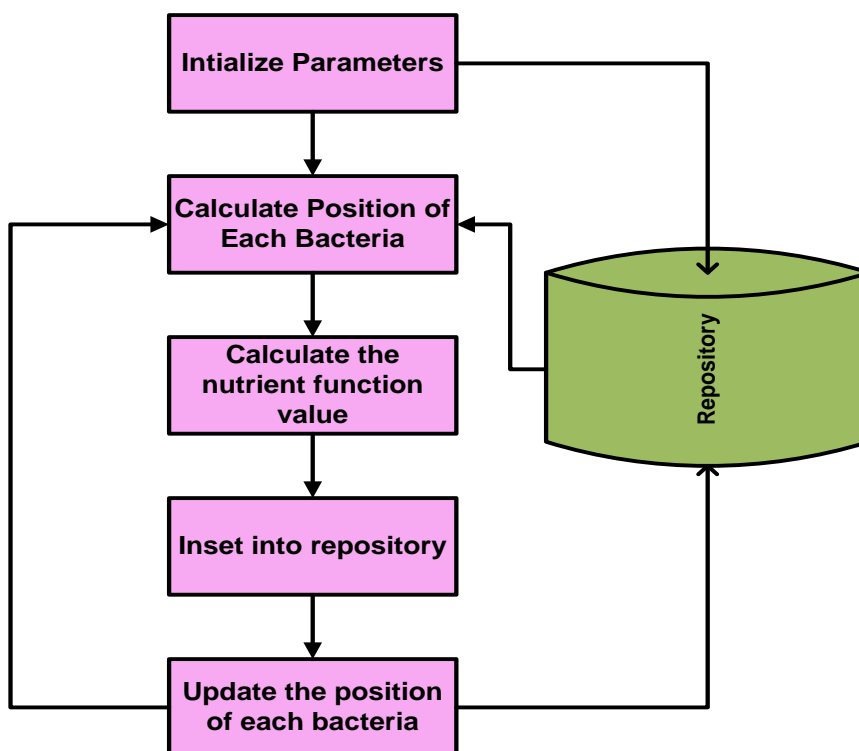 Intialize Parameters
Calculate Position of
Each Bacteria
Calculate the
nutrient function
value
Repository
Inset into repository
Update the position
of each bacteria